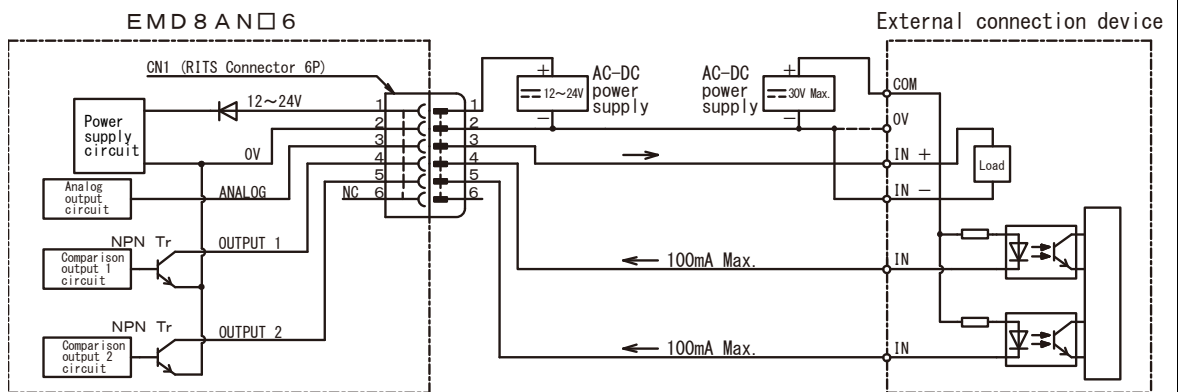 EMD8AN□6
External connection device
CN1 (RITS Connector 6P)
Power
supply
circuit
12～24V
0V
Analog
output
circuit
ANALOG
NC
NPN Tr
OUTPUT 1
Comparison
output 1
circuit
NPN Tr
OUTPUT 2
Comparison
output 2
circuit
1
2
3
4
5
6
1
2
3
4
5
6
+
12～24V
−
AC-DC
power
supply
AC-DC
power
supply
+
30V Max.
−
COM
0V
IN +
Load
IN −
100mA Max.
IN
100mA Max.
IN